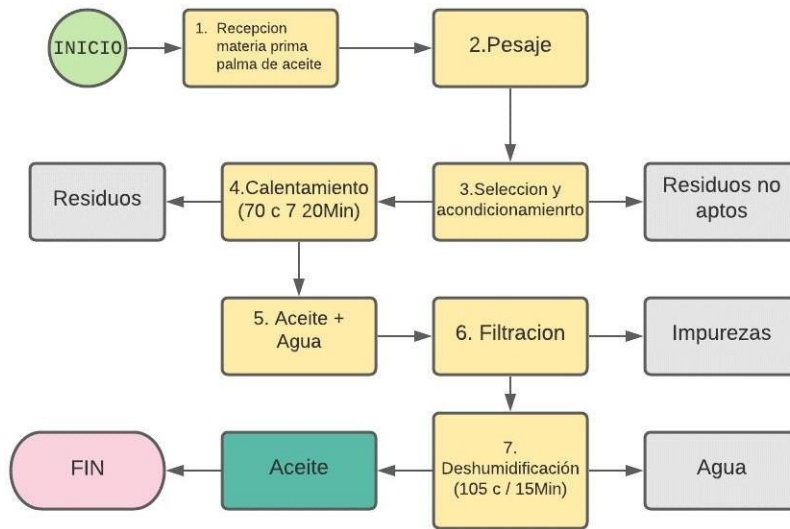 INICIO
1. Recepcion
materia prima
palma de aceite
2.Pesaje
Residuos
4.Calentamiento
(70 c 7 20Min)
3.Seleccion y
acondicionamienrto
Residuos no
aptos
5. Aceite +
Agua
6. Filtracion
Impurezas
FIN
Aceite
7.
Deshumidificación
(105 c / 15Min)
Agua